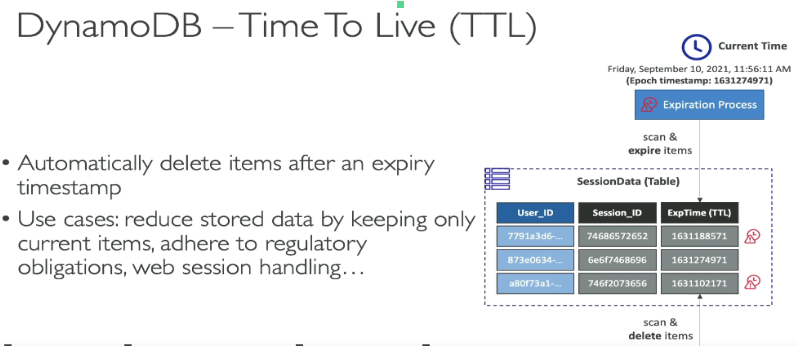 DynamoDB – Time To Live (TTL)
Current Time
Friday, September 10, 2021, 11:56:11 AM
(Epoch timestamp: 1631274971)
Expiration Process
scan &
expire items
• Automatically delete items after an expiry
timestamp
• Use cases: reduce stored data by keeping only
current items, adhere to regulatory
obligations, web session handling…
SessionData (Table)
User_ID Session_ID ExpTime (TTL)
7791a3d6-... 74686572652 1631188571
873e0634-... 6e6f7468696 1631274971
a80f73a1-... 746f2073656 1631102171
scan &
delete items